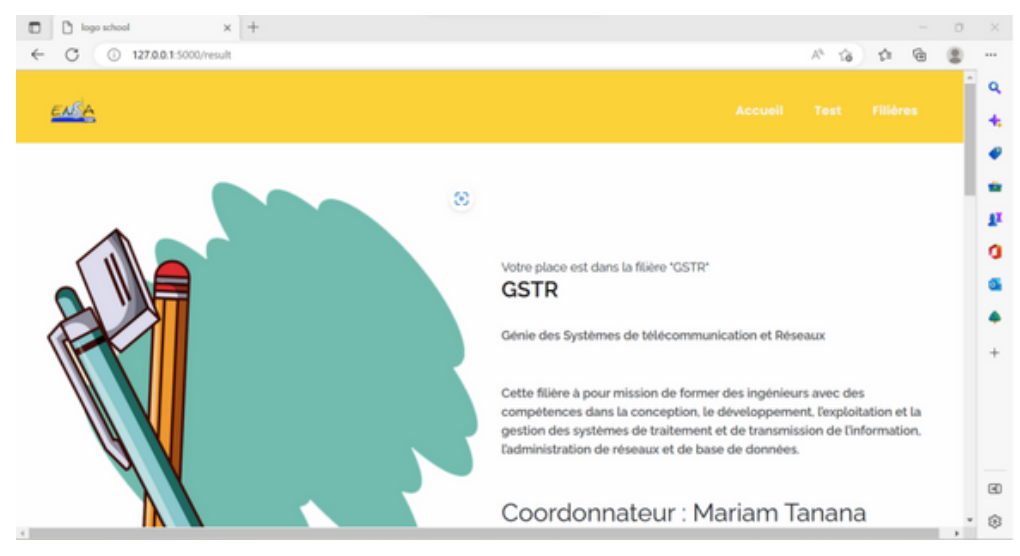 logo school
127.0.0.1:5000/result
ENSA
Accueil Test Filières
Votre place est dans la filière "GSTR"
GSTR
Génie des Systèmes de télécommunication et Réseaux
Cette filière à pour mission de former des ingénieurs avec des
compétences dans la conception, le développement, l'exploitation et la
gestion des systèmes de traitement et de transmission de l'information,
l'administration de réseaux et de base de données.
Coordonnateur : Mariam Tanana